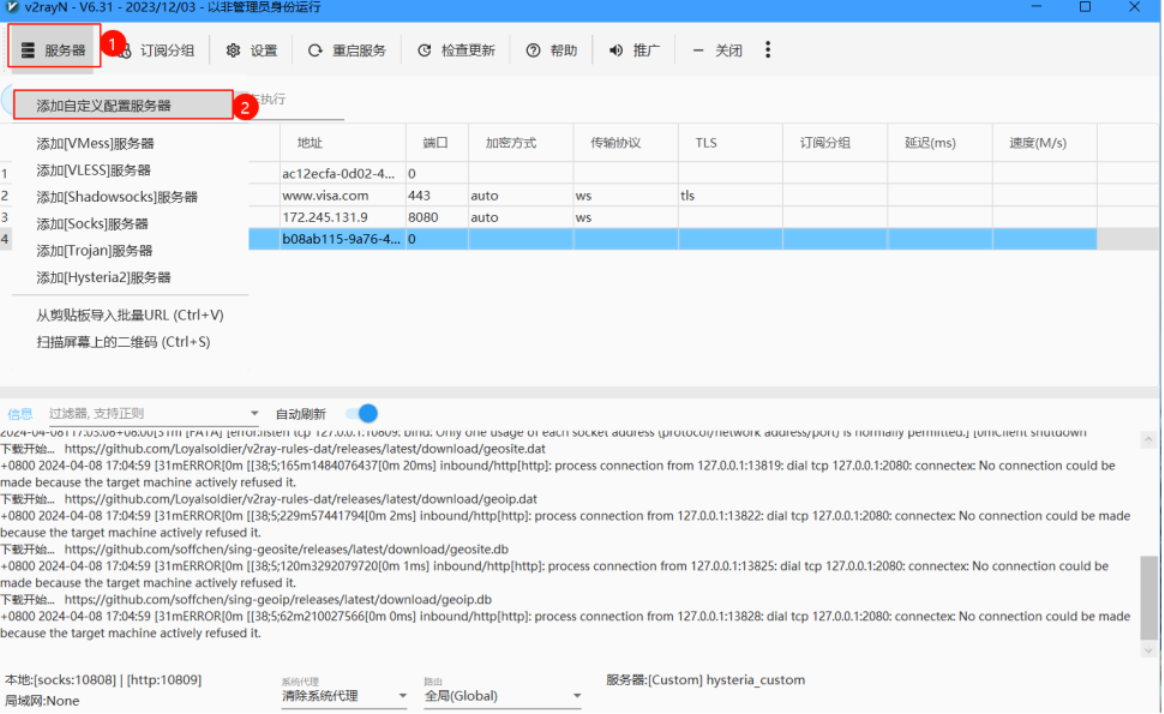 v2rayN - V6.31 - 2023/12/03 - 以非管理员身份运行
服务器 1 订阅分组 设置 重启服务 检查更新 帮助 推广 关闭
添加自定义配置服务器 2 执行
地址 端口 加密方式 传输协议 TLS 订阅分组 延迟(ms) 速度(M/s)
添加[VMess]服务器
添加[VLESS]服务器
添加[Shadowsocks]服务器
添加[Socks]服务器
添加[Trojan]服务器
添加[Hysteria2]服务器
从剪贴板导入批量URL (Ctrl+V)
扫描屏幕上的二维码 (Ctrl+S)
1 ac12ecfa-0d02-4... 0
2 www.visa.com 443 auto ws tls
3 172.245.131.9 8080 auto ws
4 b08ab115-9a76-4... 0
信息 过滤器, 支持正则 自动刷新
2024-04-08T17:03:08+08:00[31m [FATA] [error:listen tcp 127.0.0.1:10809: bind: Only one usage of each socket address (protocol/network address/port) is normally permitted.] [0mClient shutdown
下载开始... https://github.com/Loyalsoldier/v2ray-rules-dat/releases/latest/download/geosite.dat
+0800 2024-04-08 17:04:59 [31mERROR[0m [[38;5;165m1484076437[0m 20ms] inbound/http[http]: process connection from 127.0.0.1:13819: dial tcp 127.0.0.1:2080: connectex: No connection could be
made because the target machine actively refused it.
下载开始... https://github.com/Loyalsoldier/v2ray-rules-dat/releases/latest/download/geoip.dat
+0800 2024-04-08 17:04:59 [31mERROR[0m [[38;5;229m57441794[0m 2ms] inbound/http[http]: process connection from 127.0.0.1:13822: dial tcp 127.0.0.1:2080: connectex: No connection could be made
because the target machine actively refused it.
下载开始... https://github.com/soffchen/sing-geosite/releases/latest/download/geosite.db
+0800 2024-04-08 17:04:59 [31mERROR[0m [[38;5;120m3292079720[0m 1ms] inbound/http[http]: process connection from 127.0.0.1:13825: dial tcp 127.0.0.1:2080: connectex: No connection could be
made because the target machine actively refused it.
下载开始... https://github.com/soffchen/sing-geoip/releases/latest/download/geoip.db
+0800 2024-04-08 17:04:59 [31mERROR[0m [[38;5;62m210027566[0m 0ms] inbound/http[http]: process connection from 127.0.0.1:13828: dial tcp 127.0.0.1:2080: connectex: No connection could be made
because the target machine actively refused it.
本地:[socks:10808] | [http:10809]
局域网:None
系统代理
清除系统代理
路由
全局(Global)
服务器:[Custom] hysteria_custom